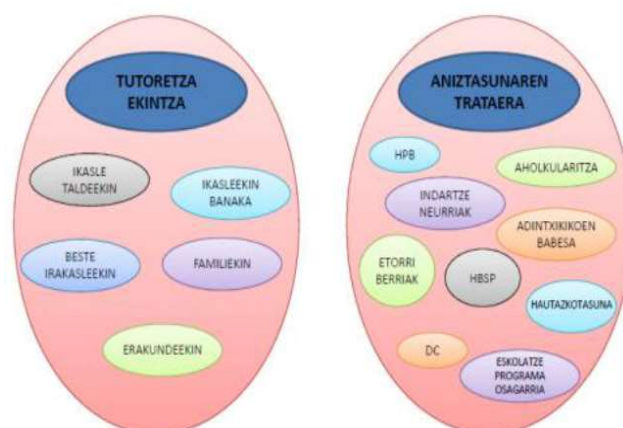 TUTORETZA
EKINTZA
IKASLE
TALDEEKIN
IKASLEEKIN
BANAKA
BESTE
IRAKASLEEKIN
FAMILIEKIN
ERAKUNDEEKIN
ANIZTASUNAREN
TRATAERA
HPB
AHOLKULARITZA
INDARTZE
NEURRIAK
ADINTXIKIKOEN
BABESA
ETORRI
BERRIAK
HBSP
HAUTAZKOTASUNA
DC
ESKOLATZE
PROGRAMA
OSAGARRIA